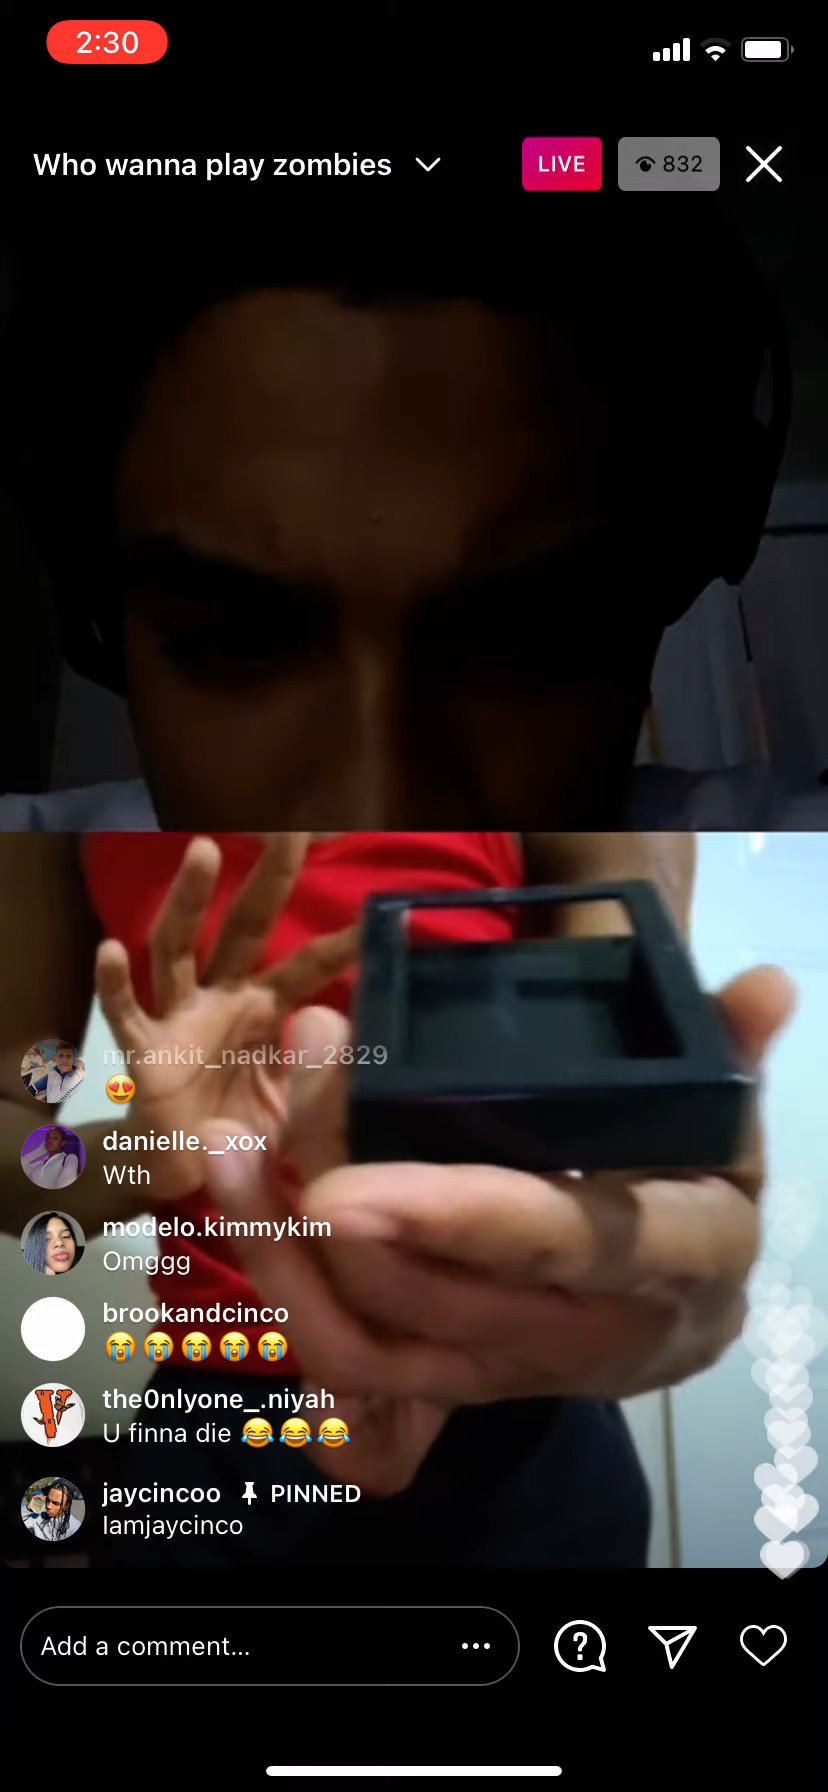 2:30
Who wanna play zombies
LIVE
832
mr.ankit_nadkar_2829
😍
danielle._xox
Wth
modelo.kimmykim
Omggg
brookandcinco
😭😭😭😭😭
the0nlyone_.niyah
U finna die 😂😂😂
jaycincoo PINNED
Iamjaycinco
Add a comment...